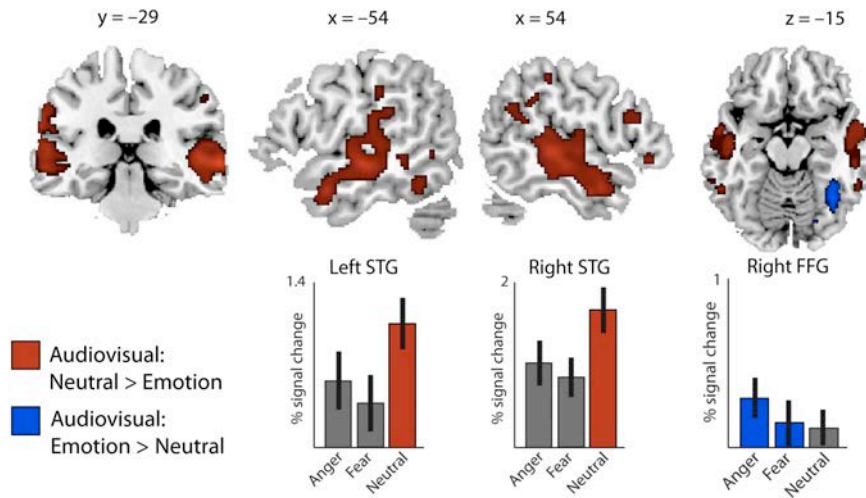 y = –29
x = –54
x = 54
z = –15
Left STG
Right STG
Right FFG
1.4
2
1
% signal change
% signal change
% signal change
Audiovisual:
Neutral > Emotion
Audiovisual:
Emotion > Neutral
Anger
Fear
Neutral
Anger
Fear
Neutral
Anger
Fear
Neutral